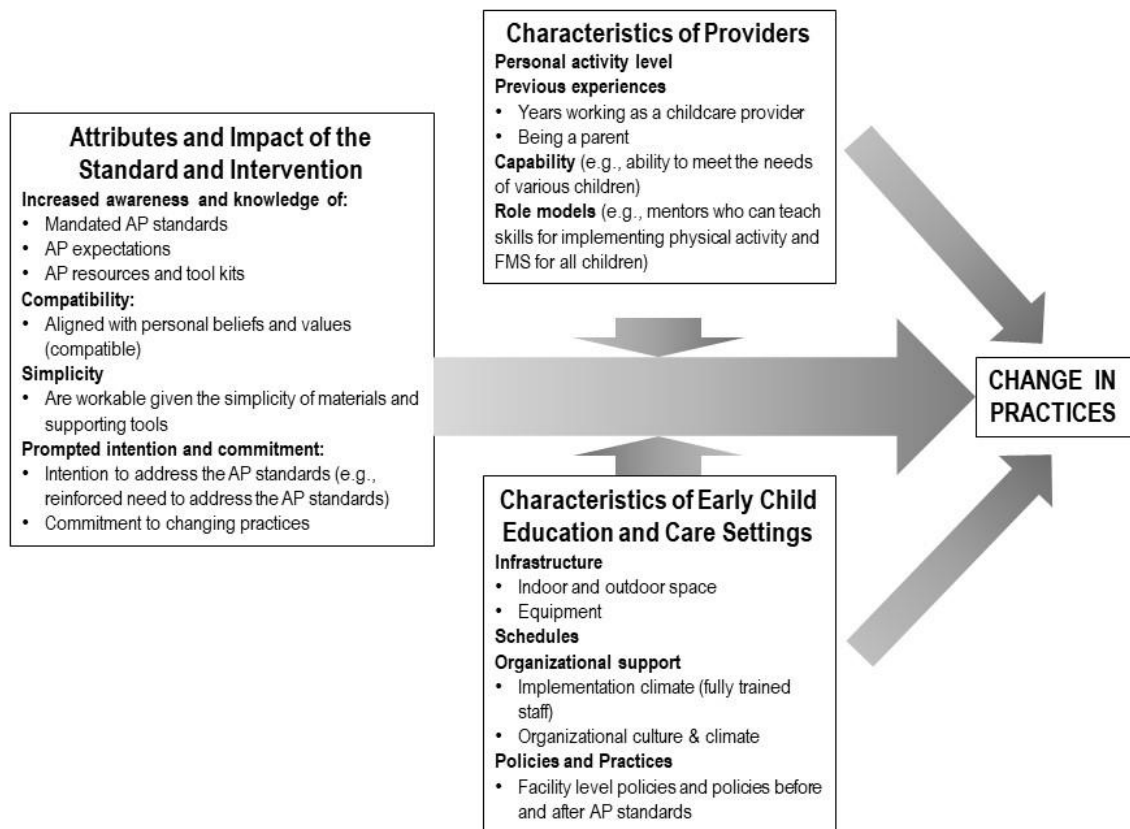 Attributes and Impact of the
Standard and Intervention
Increased awareness and knowledge of:
• Mandated AP standards
• AP expectations
• AP resources and tool kits
Compatibility:
• Aligned with personal beliefs and values
(compatible)
Simplicity
• Are workable given the simplicity of materials and
supporting tools
Prompted intention and commitment:
• Intention to address the AP standards (e.g.,
reinforced need to address the AP standards)
• Commitment to changing practices
Characteristics of Providers
Personal activity level
Previous experiences
• Years working as a childcare provider
• Being a parent
Capability (e.g., ability to meet the needs
of various children)
Role models (e.g., mentors who can teach
skills for implementing physical activity and
FMS for all children)
Characteristics of Early Child
Education and Care Settings
Infrastructure
• Indoor and outdoor space
• Equipment
Schedules
Organizational support
• Implementation climate (fully trained
staff)
• Organizational culture & climate
Policies and Practices
• Facility level policies and policies before
and after AP standards
CHANGE IN
PRACTICES